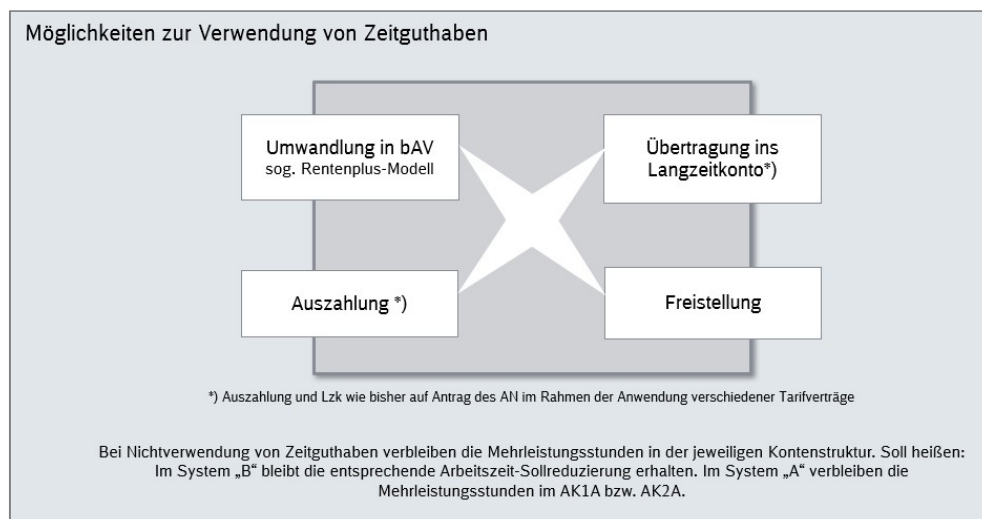 Möglichkeiten zur Verwendung von Zeitguthaben
Umwandlung in bAV
sog. Rentenplus-Modell
Übertragung ins
Langzeitkonto*)
Auszahlung *)
Freistellung
*) Auszahlung und Lzk wie bisher auf Antrag des AN im Rahmen der Anwendung verschiedener Tarifverträge
Bei Nichtverwendung von Zeitguthaben verbleiben die Mehrleistungsstunden in der jeweiligen Kontenstruktur. Soll heißen:
Im System „B“ bleibt die entsprechende Arbeitszeit-Sollreduzierung erhalten. Im System „A“ verbleiben die
Mehrleistungsstunden im AK1A bzw. AK2A.